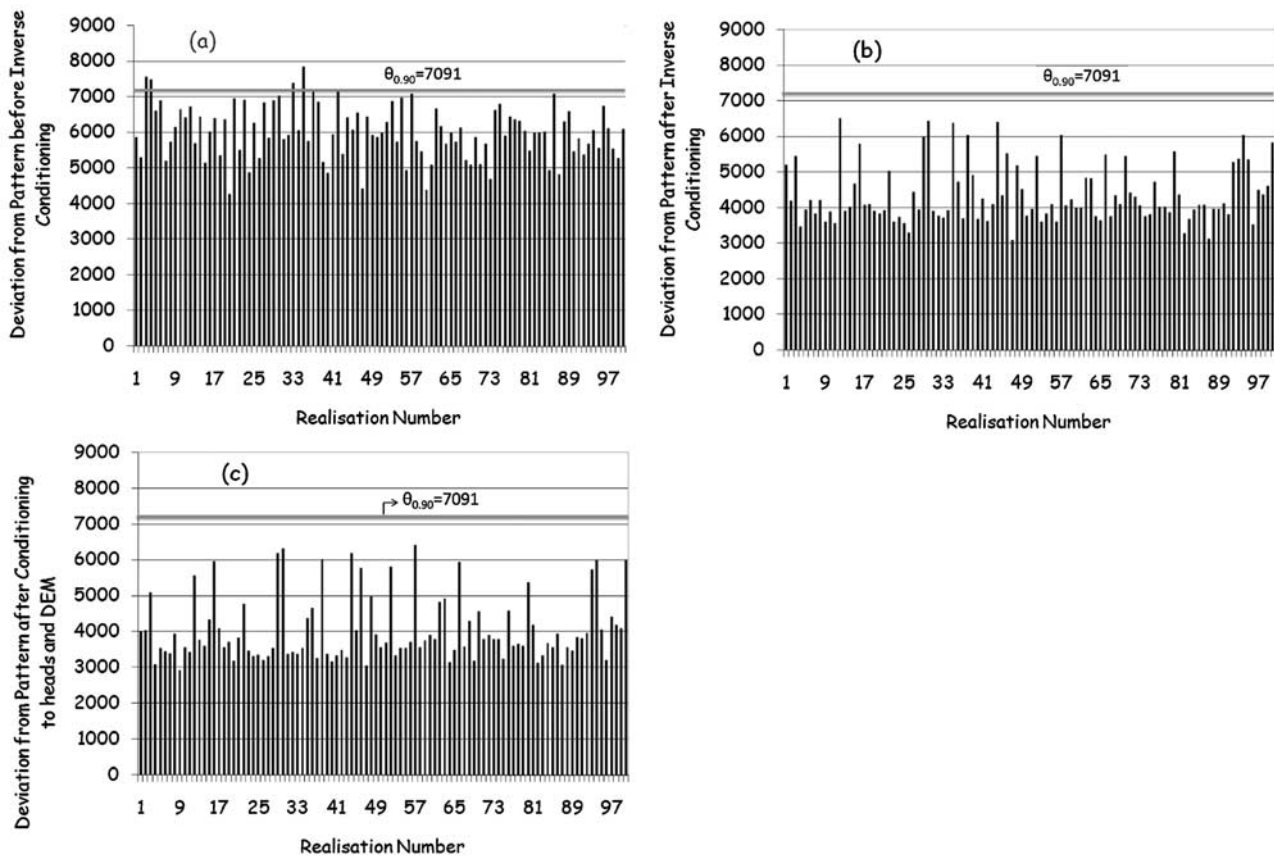 Deviation from Pattern before Inverse
Conditioning
9000
8000
7000
6000
5000
4000
3000
2000
1000
0
(a)
θ0.90=7091
1 9 17 25 33 41 49 57 65 73 81 89 97
Realisation Number
Deviation from Pattern after Inverse
Conditioning
9000
8000
7000
6000
5000
4000
3000
2000
1000
0
(b)
θ0.90=7091
1 9 17 25 33 41 49 57 65 73 81 89 97
Realisation Number
Deviation from Pattern after Conditioning
to heads and DEM
9000
8000
7000
6000
5000
4000
3000
2000
1000
0
(c)
θ0.90=7091
1 9 17 25 33 41 49 57 65 73 81 89 97
Realisation Number